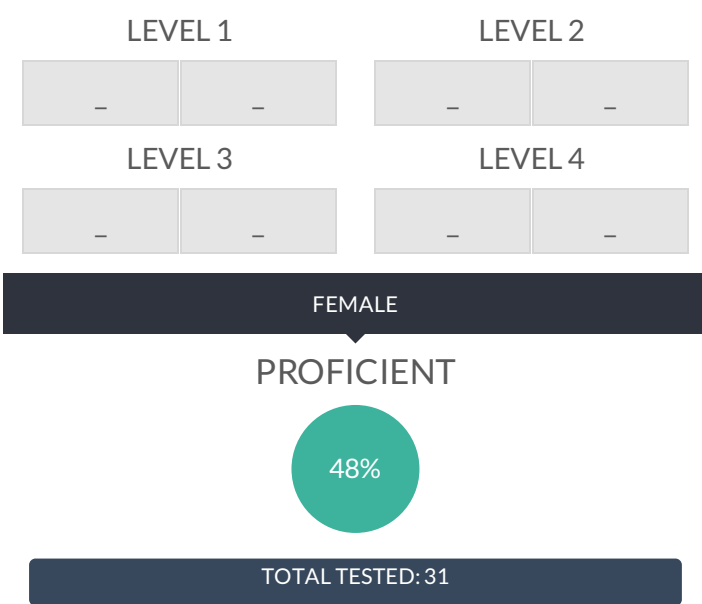 LEVEL 1 LEVEL 2
– – – –
LEVEL 3 LEVEL 4
– – – –
FEMALE
PROFICIENT
48%
TOTAL TESTED: 31